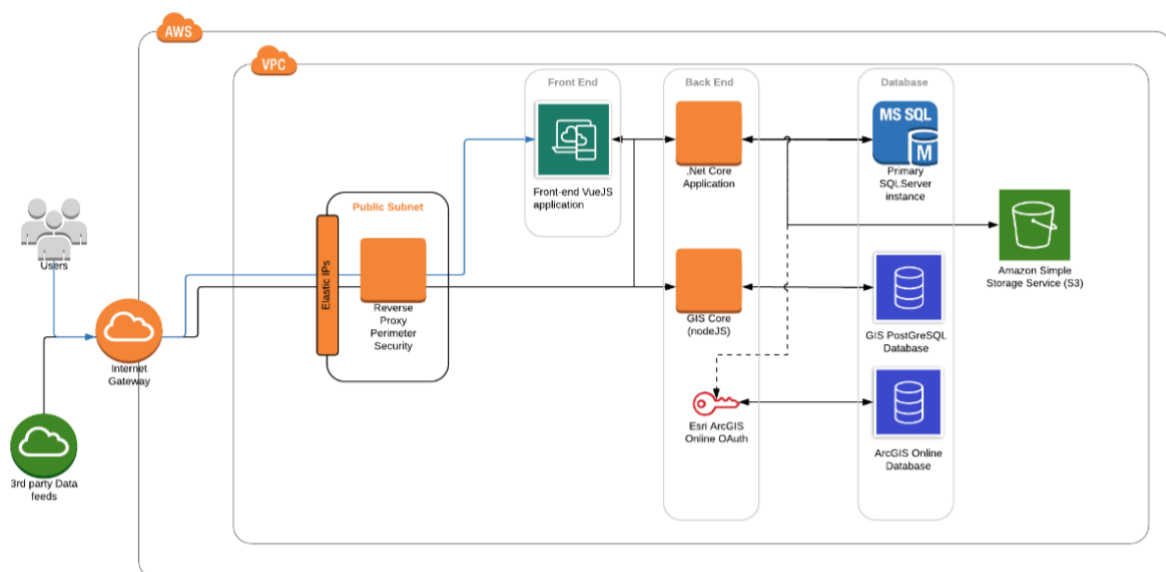 AWS
VPC
Front End
Back End
Database
MS SQL
M
Front-end VueJS
application
.Net Core
Application
Primary
SQLServer
instance
Public Subnet
Elastic IPs
Reverse
Proxy
Perimeter
Security
Users
Internet
Gateway
3rd party Data
feeds
GIS Core
(nodeJS)
GIS PostGreSQL
Database
Amazon Simple
Storage Service (S3)
Esri ArcGIS
Online OAuth
ArcGIS Online
Database